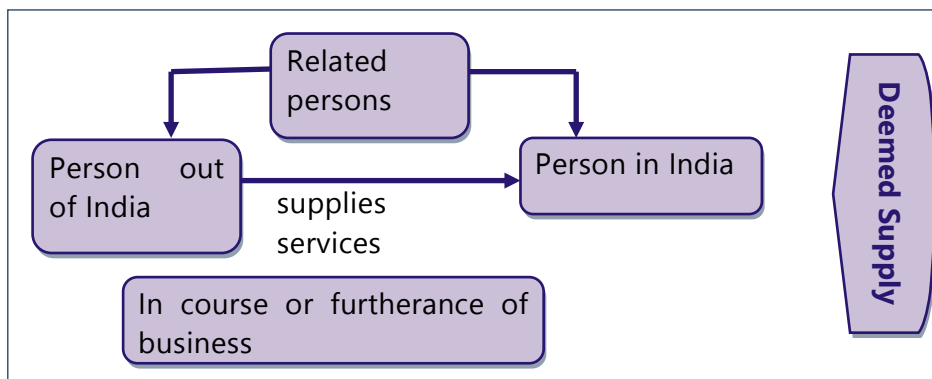 Related
persons
Person out
of India
Person in India
supplies
services
In course or furtherance of
business
Deemed Supply